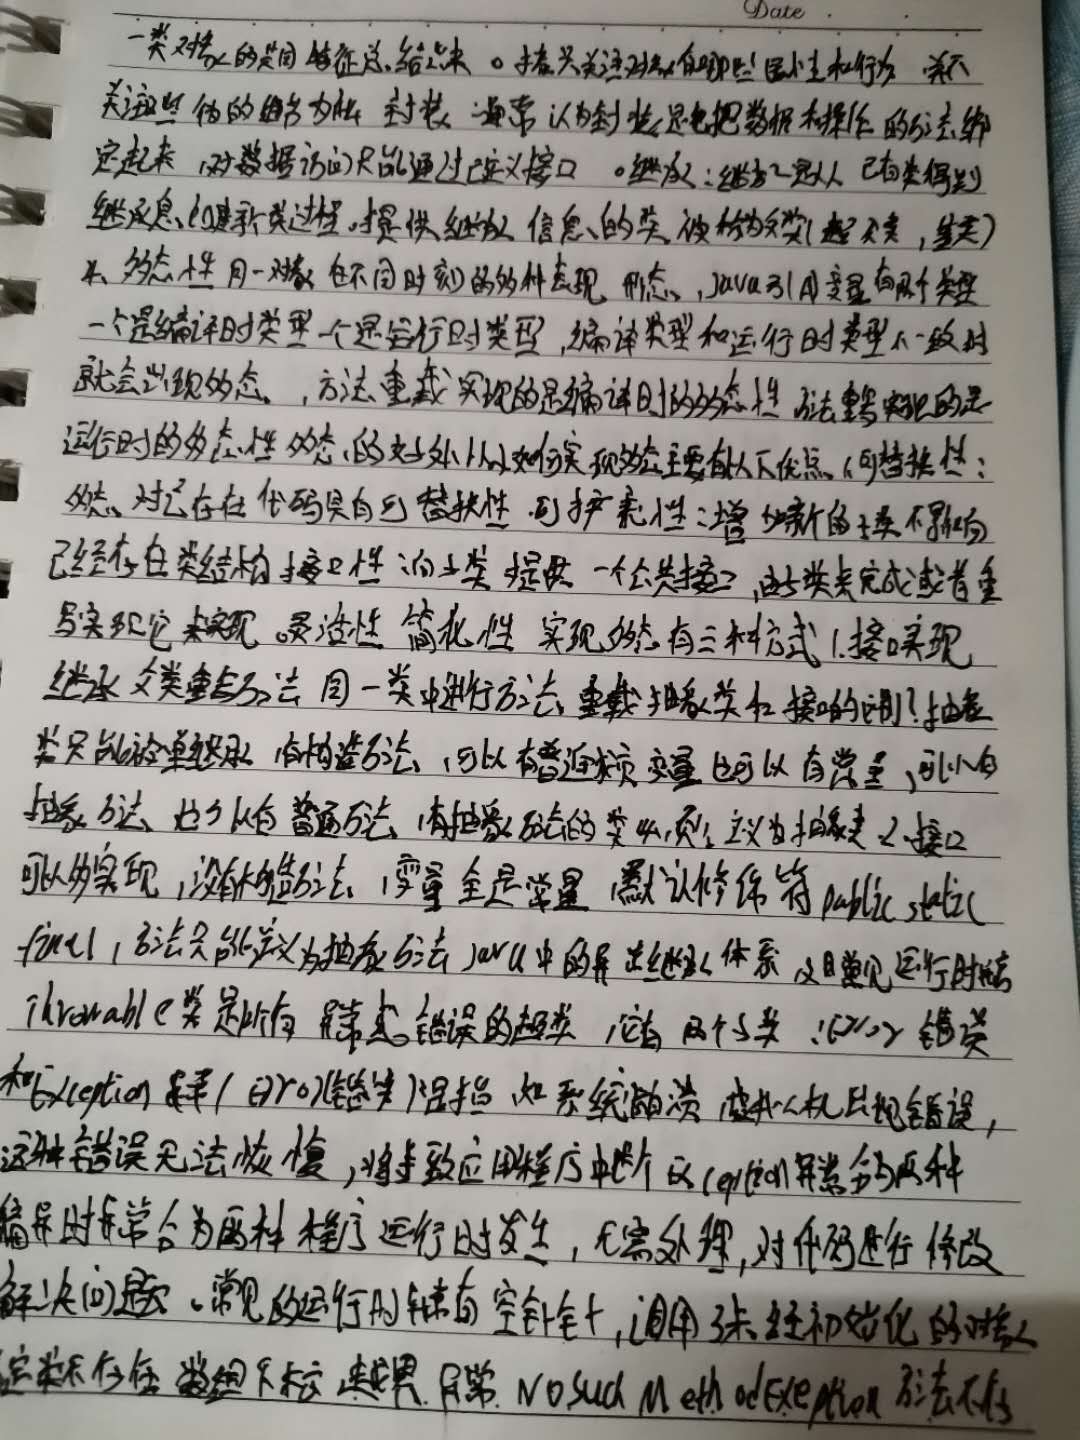 Date
一类对象的共同特征总结出来。抽象只关注对象有哪些属性和行为 并不
关注这些行为的细节为啥 封装 通常认为封装是把数据和操作的方法绑
定起来,对数据访问只能通过已定义接口。继承:继承是从已有类得到
继承信息,创建新类过程。提供继承信息的类被称为父类(超类,基类)
多态性 同一对象在不同时刻的多种表现形态,Java引用变量有两个类型
一个是编译时类型一个是运行时类型,编译类型和运行时类型不一致时
就会出现多态,方法重载实现的是编译时的多态性 方法重写实现的是
运行时的多态性 多态的好处 以及如何实现多态主要有以下优点 可替换性:
多态对已存在代码具有可替换性 可扩充性:增加新的子类不影响
已经存在类结构 接口性 向子类提供一个公共接口,由子类来完成或者重
写实现它来实现。灵活性 简化性 实现多态有三种方式 1.接口实现
继承父类重写方法 同一类中进行方法重载 抽象类和接口的区别?抽象
类只能被单继承 有构造方法,可以有普通成员变量也可以有常量,可以有
抽象方法、也可以有普通方法,有抽象方法的类必须定义为抽象类 2.接口
可以多实现,没有构造方法,变量全是常量 默认修饰符public static
final,方法只能定义为抽象方法 Java中的异常继承体系 以及常见运行时
Throwable类是所有异常和错误的超类,它有两个子类:Error 错误
和Exception 异常(Error(错误)是指 如系统崩溃 虚拟机出现错误,
这种错误无法恢复,将导致应用程序中断 Exception异常分为两种
编异时异常合为两种 程序运行时发生,无需处理,对代码进行修改
解决问题。常见的运行时异常有 空针针,调用了未经初始化的对象
类不存在 数组下标越界异常 NoSuchMethodExeption 方法不存